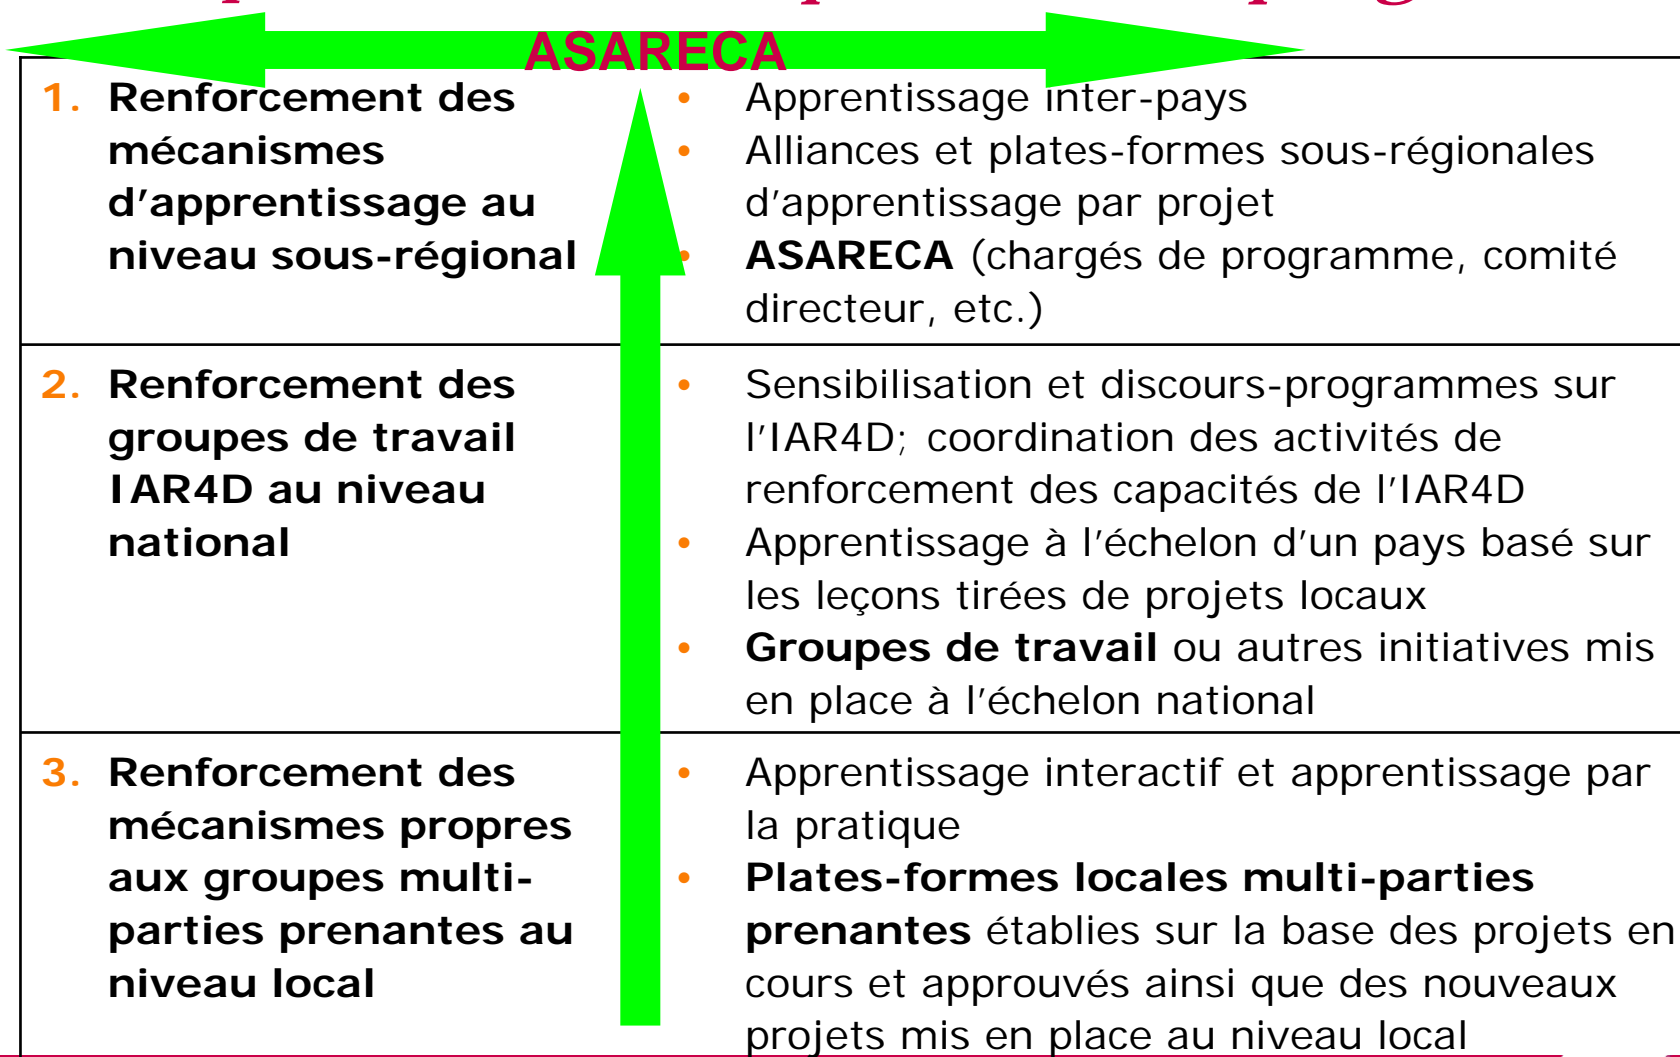 ASARECA
1. Renforcement des
mécanismes
d’apprentissage au
niveau sous-régional
• Apprentissage inter-pays
• Alliances et plates-formes sous-régionales
d’apprentissage par projet
• ASARECA (chargés de programme, comité
directeur, etc.)
2. Renforcement des
groupes de travail
IAR4D au niveau
national
• Sensibilisation et discours-programmes sur
l’IAR4D; coordination des activités de
renforcement des capacités de l’IAR4D
• Apprentissage à l’échelon d’un pays basé sur
les leçons tirées de projets locaux
• Groupes de travail ou autres initiatives mis
en place à l’échelon national
3. Renforcement des
mécanismes propres
aux groupes multi-
parties prenantes au
niveau local
• Apprentissage interactif et apprentissage par
la pratique
• Plates-formes locales multi-parties
prenantes établies sur la base des projets en
cours et approuvés ainsi que des nouveaux
projets mis en place au niveau local